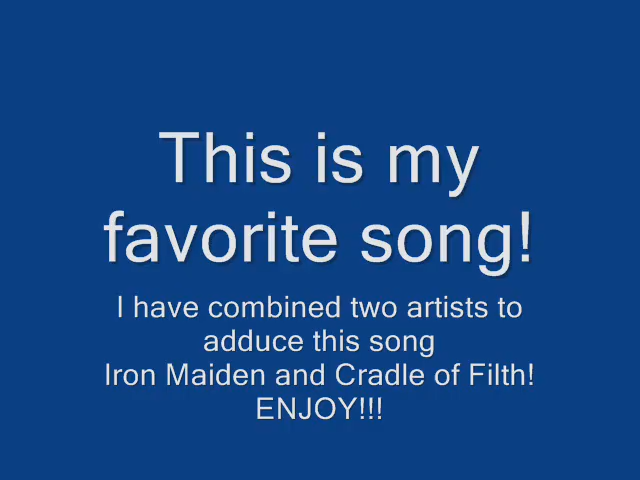 This is my
favorite song!
I have combined two artists to
adduce this song
Iron Maiden and Cradle of Filth!
ENJOY!!!